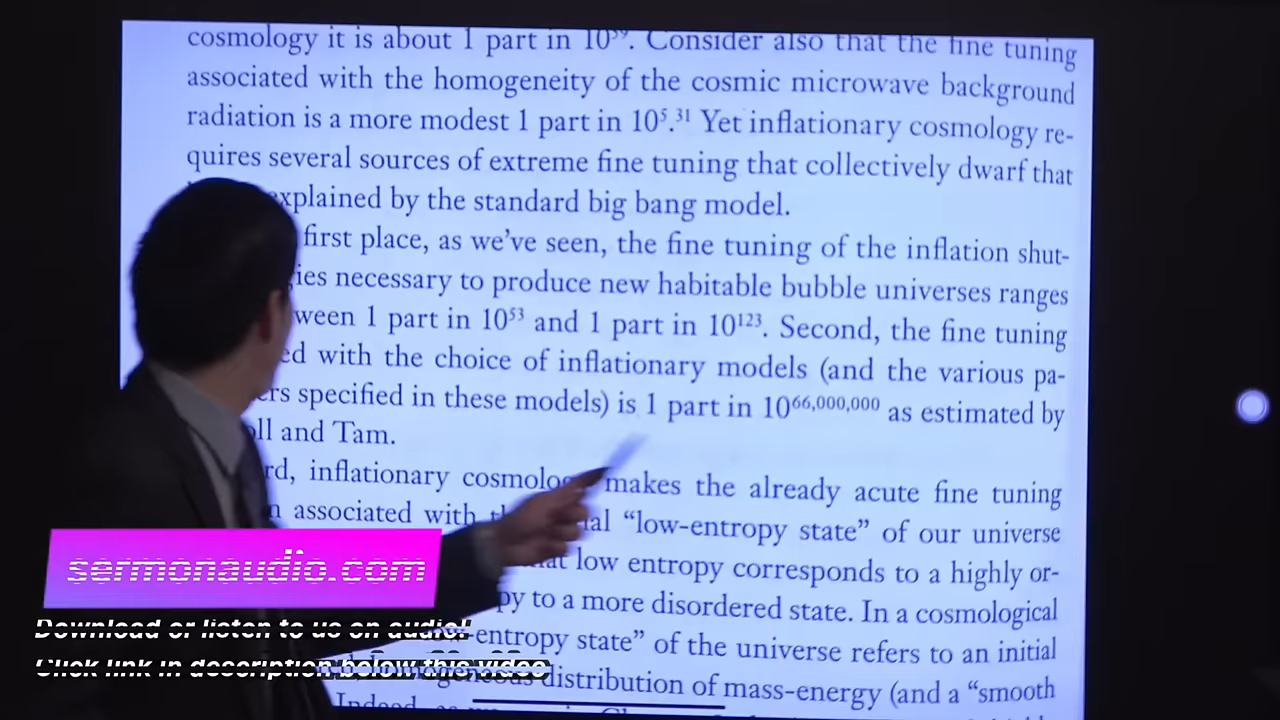 cosmology it is about 1 part in 10⁵⁹. Consider also that the fine tuning
associated with the homogeneity of the cosmic microwave background
radiation is a more modest 1 part in 10⁵.³¹ Yet inflationary cosmology re-
quires several sources of extreme fine tuning that collectively dwarf that
explained by the standard big bang model.
first place, as we've seen, the fine tuning of the inflation shut-
ies necessary to produce new habitable bubble universes ranges
ween 1 part in 10⁵³ and 1 part in 10¹²³. Second, the fine tuning
ed with the choice of inflationary models (and the various pa-
ers specified in these models) is 1 part in 10⁶⁶,⁰⁰⁰,⁰⁰⁰ as estimated by
ll and Tam.
rd, inflationary cosmology makes the already acute fine tuning
associated with "low-entropy state" of our universe
low entropy corresponds to a highly or-
py to a more disordered state. In a cosmological
-entropy state" of the universe refers to an initial
homogeneous distribution of mass-energy (and a "smooth
Indeed,
sermonaudio.com
Download or listen to us on audio!
Click link in description below this video